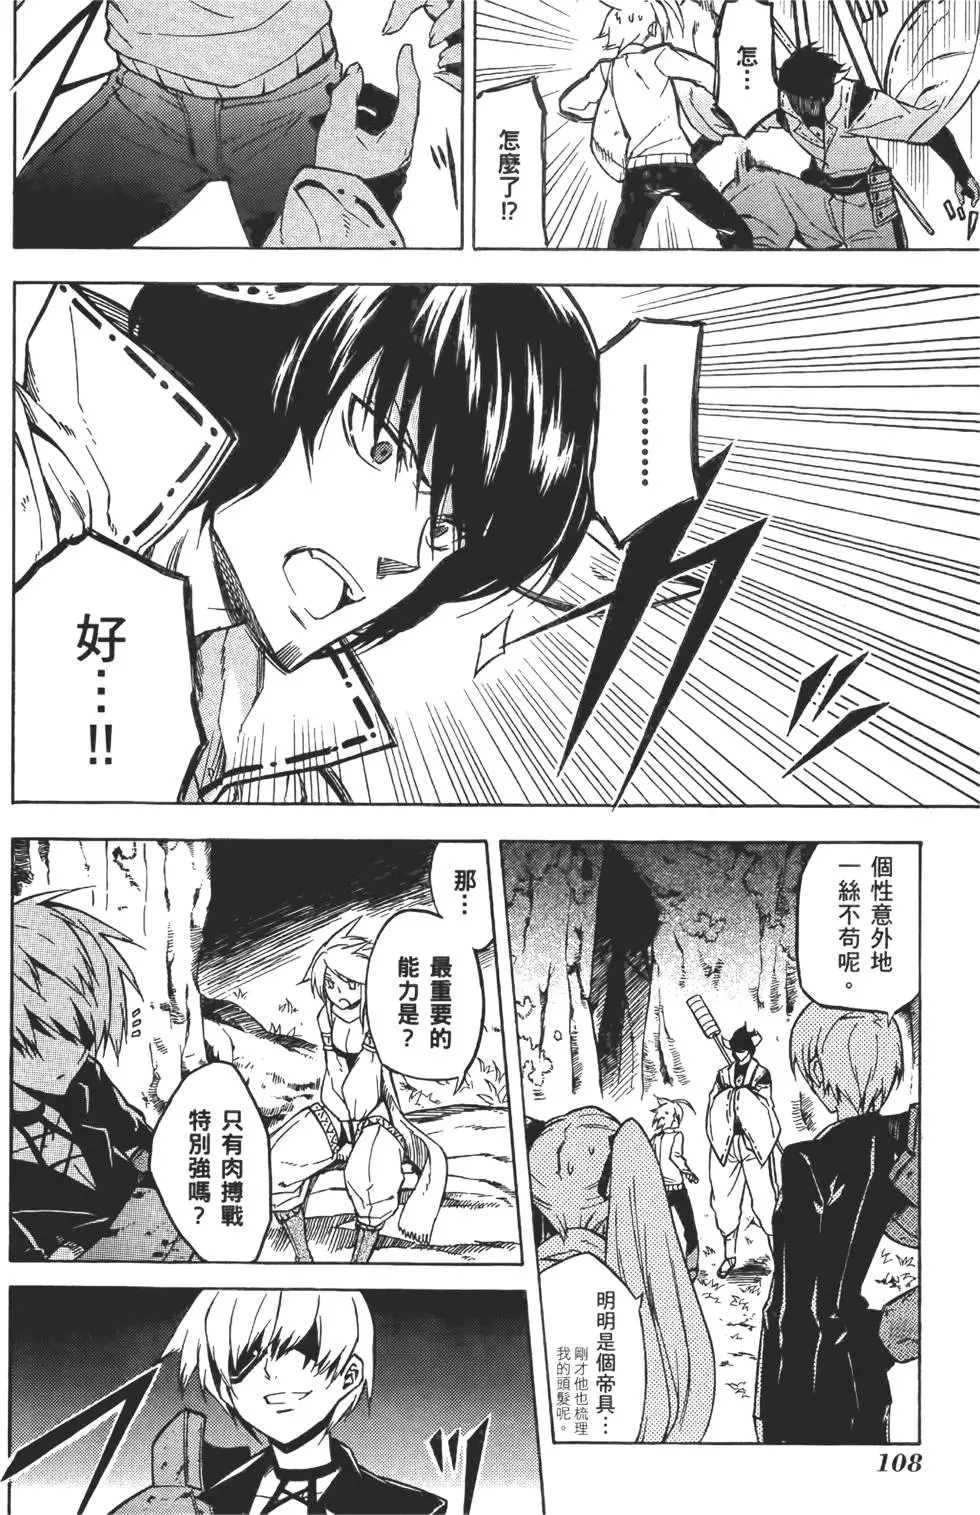 怎…
怎麼了!?
…………
好…!!
個性意外地
一絲不苟呢。
明明是個帝具…
剛才他也梳理
我的頭髮呢。
那…
最重要的
能力是？
只有肉搏戰
特別強嗎？
108